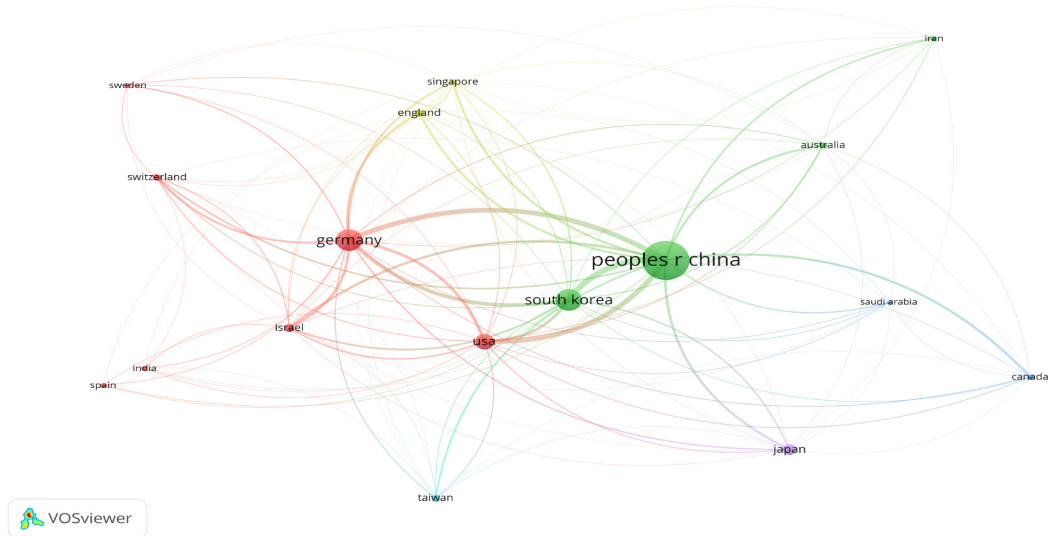 iran
singapore
sweden
england
australia
switzerland
germany
peoples r china
south korea
saudi arabia
israel
usa
india
canada
spain
japan
taiwan
VOSviewer